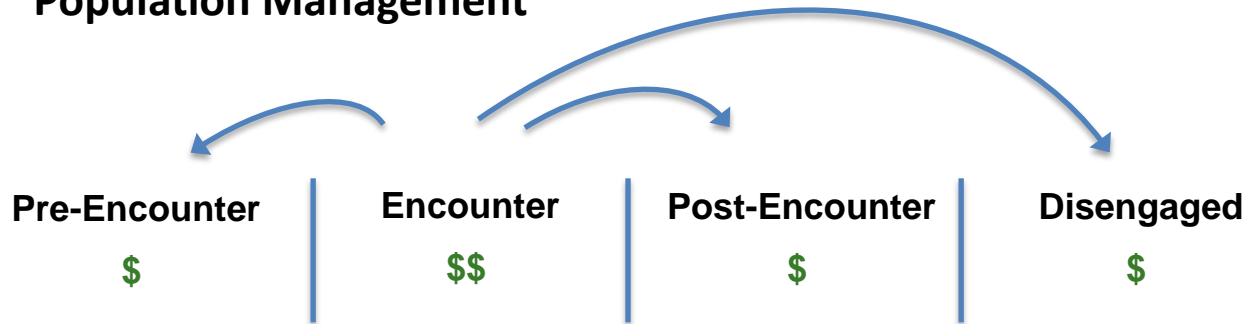 Population Management
Pre-Encounter Encounter Post-Encounter Disengaged
$ $$ $ $